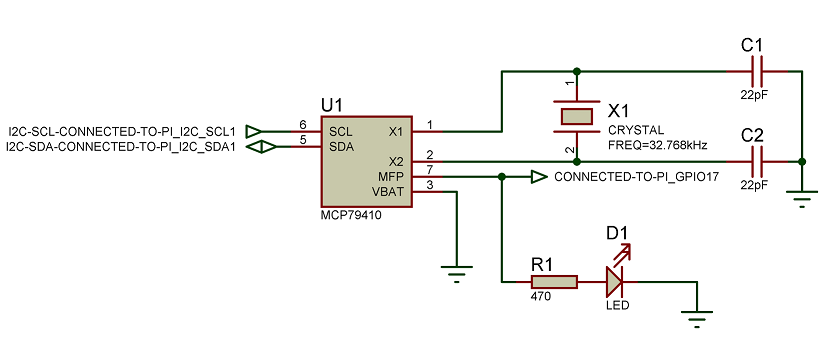 C1
22pF
1
X1
CRYSTAL
FREQ=32.768kHz
2
C2
22pF
U1
I2C-SCL-CONNECTED-TO-PI_I2C_SCL1
6
SCL
X1
1
I2C-SDA-CONNECTED-TO-PI_I2C_SDA1
5
SDA
X2
2
MFP
7
CONNECTED-TO-PI_GPIO17
VBAT
3
MCP79410
R1
470
D1
LED